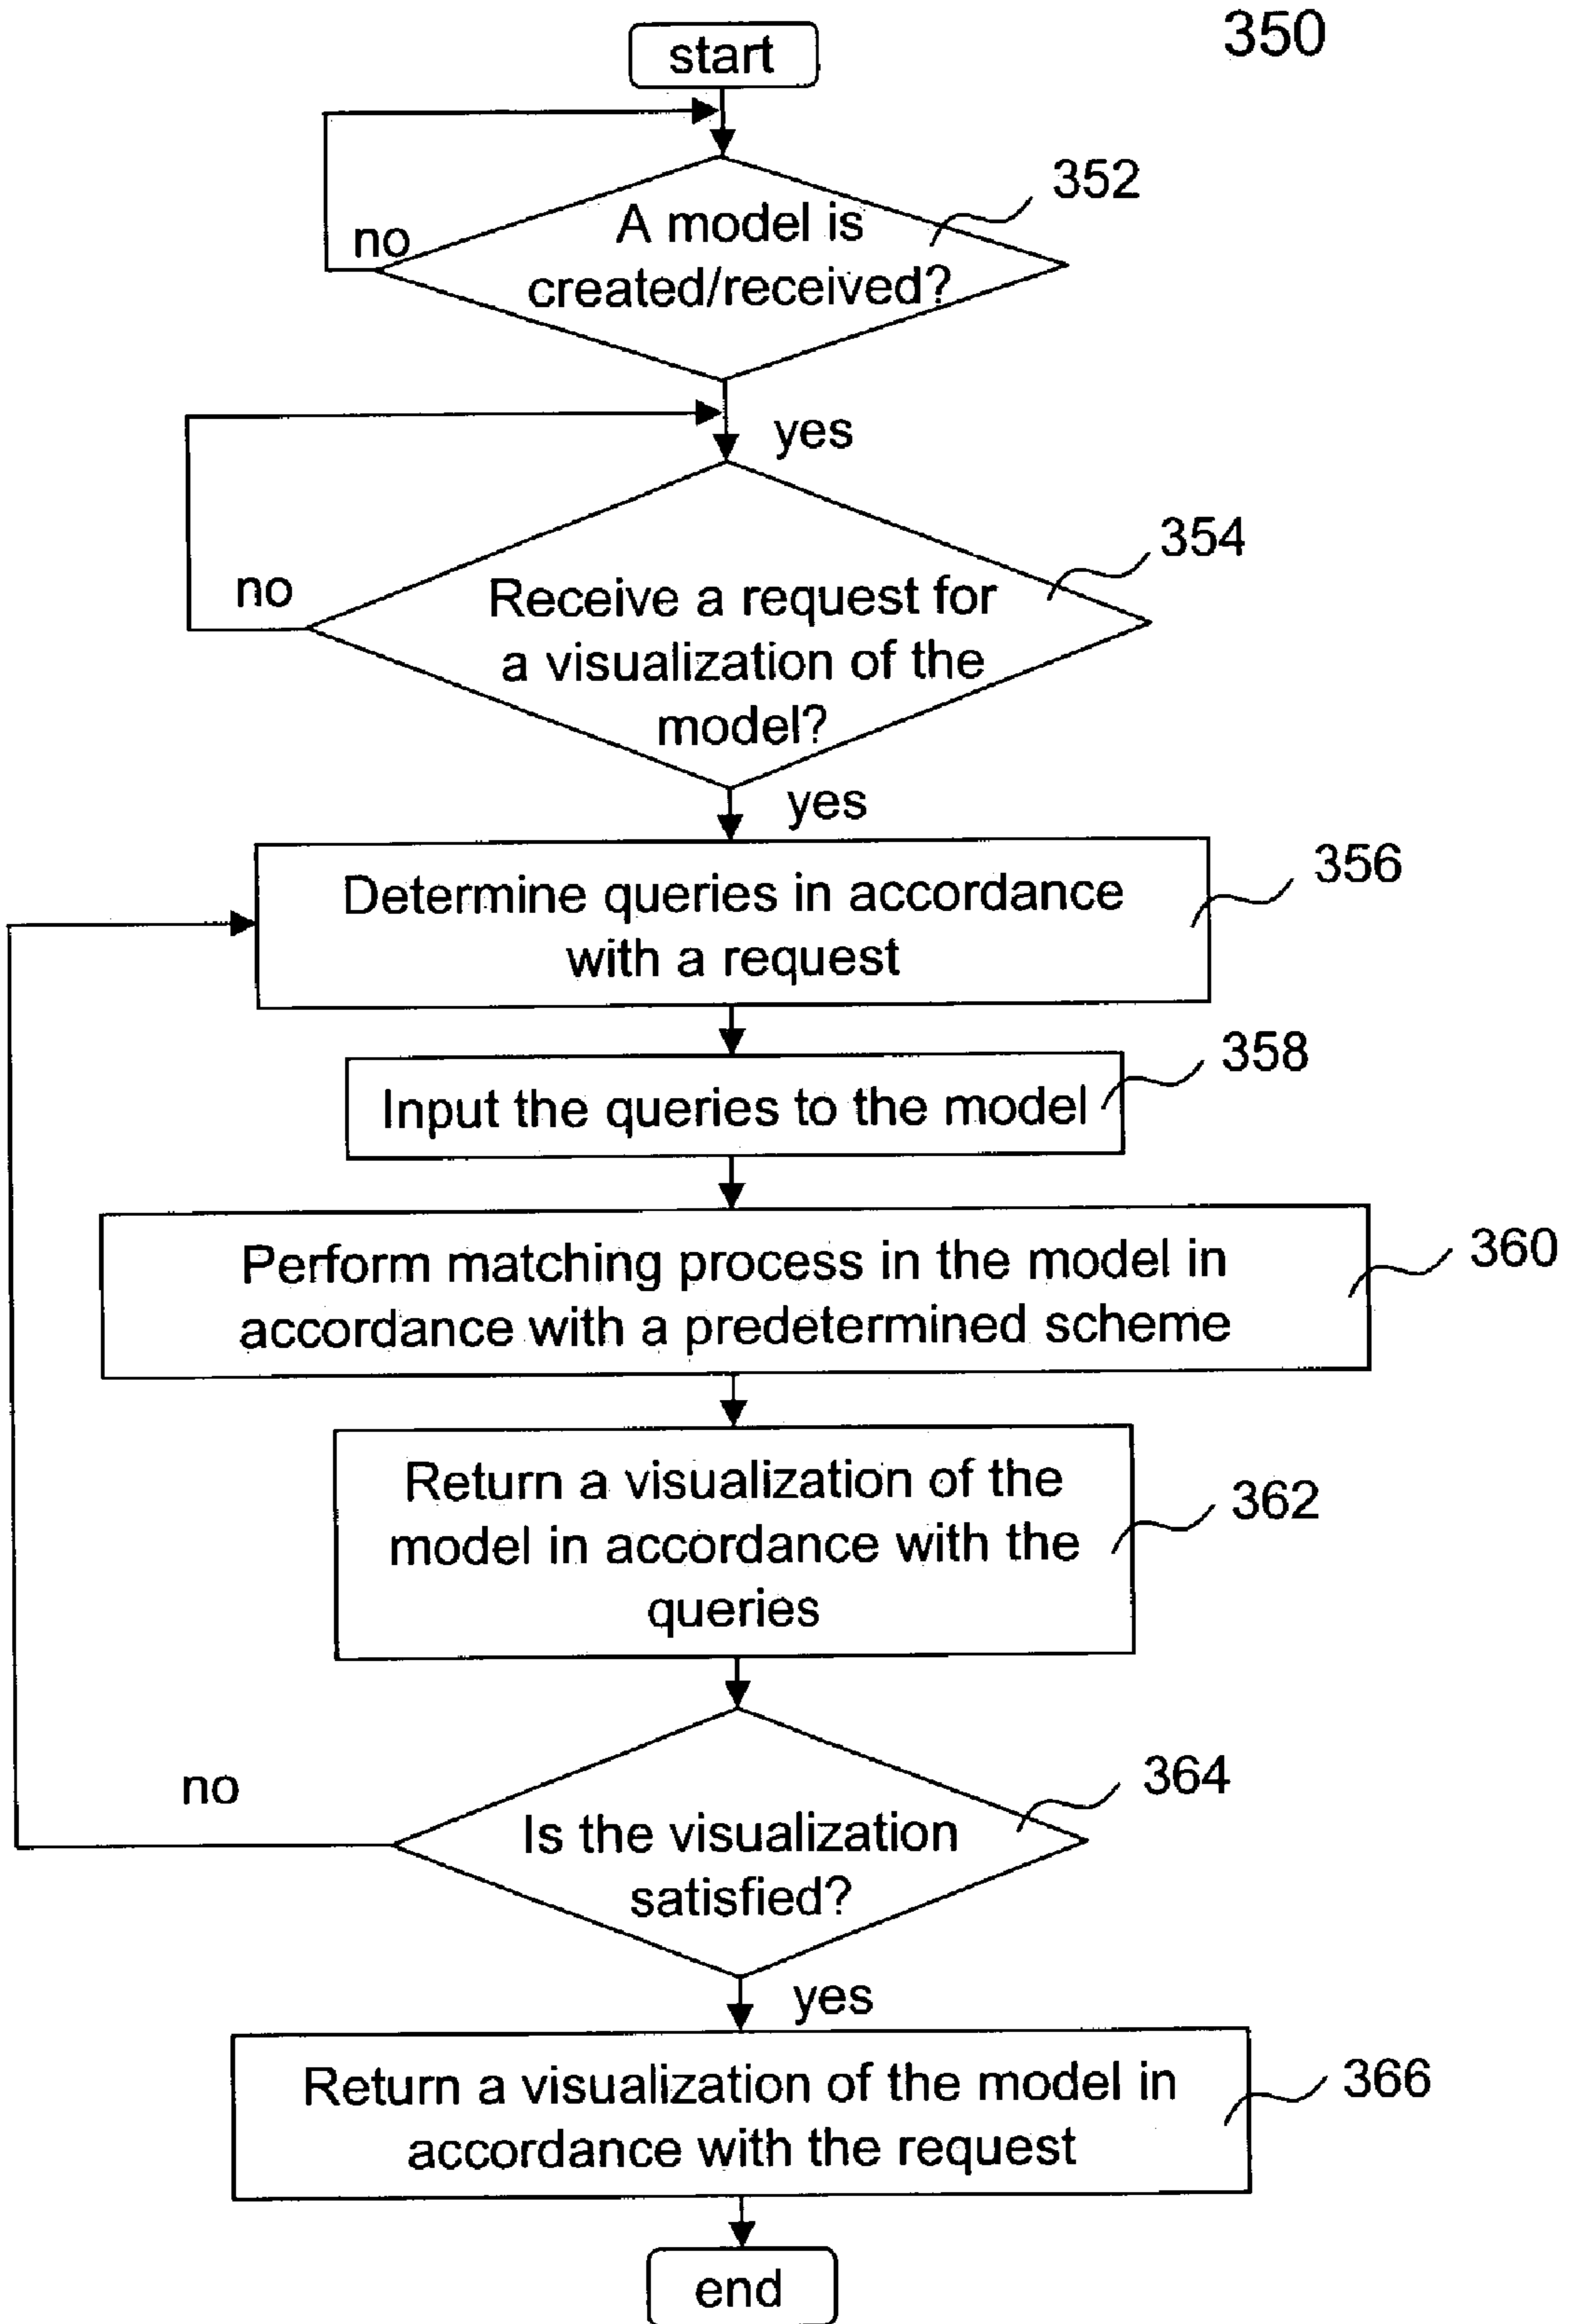 350
start
352
A model is
no
created/received?
yes
354
no
Receive a request for
a visualization of the
model?
yes
356
Determine queries in accordance
with a request
358
Input the queries to the model
360
Perform matching process in the model in
accordance with a predetermined scheme
Return a visualization of the
362
model in accordance with the
queries
364
no
Is the visualization
satisfied?
yes
366
Return a visualization of the model in
accordance with the request
end